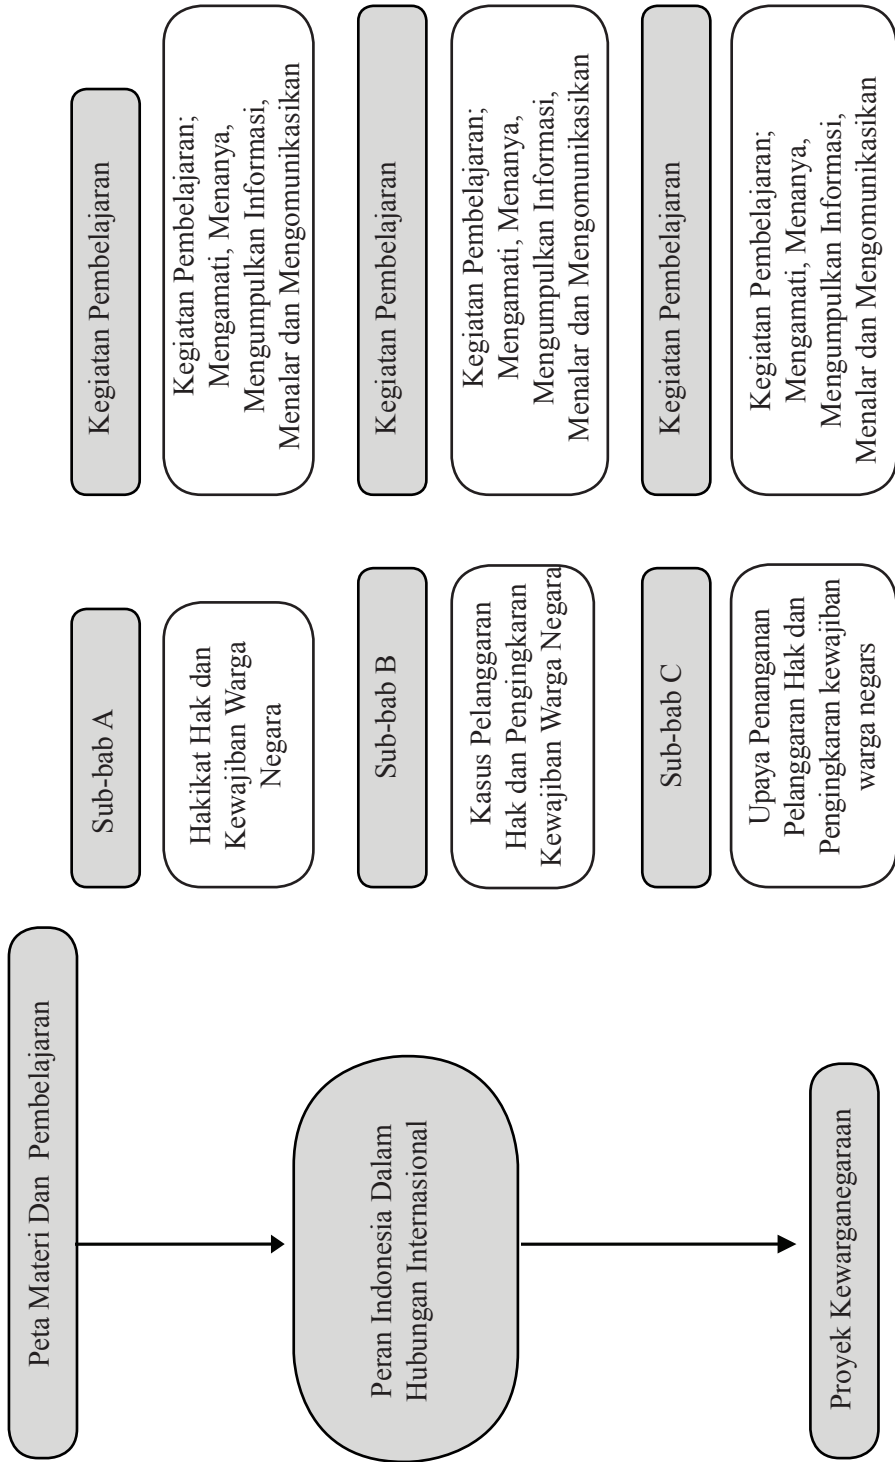 Peta Materi Dan Pembelajaran
Peran Indonesia Dalam
Hubungan Internasional
Proyek Kewarganegaraan
Sub-bab A
Hakikat Hak dan
Kewajiban Warga
Negara
Kegiatan Pembelajaran
Kegiatan Pembelajaran;
Mengamati, Menanya,
Mengumpulkan Informasi,
Menalar dan Mengomunikasikan
Sub-bab B
Kasus Pelanggaran
Hak dan Pengingkaran
Kewajiban Warga Negara
Kegiatan Pembelajaran
Kegiatan Pembelajaran;
Mengamati, Menanya,
Mengumpulkan Informasi,
Menalar dan Mengomunikasikan
Sub-bab C
Upaya Penanganan
Pelanggaran Hak dan
Pengingkaran kewajiban
warga negars
Kegiatan Pembelajaran
Kegiatan Pembelajaran;
Mengamati, Menanya,
Mengumpulkan Informasi,
Menalar dan Mengomunikasikan